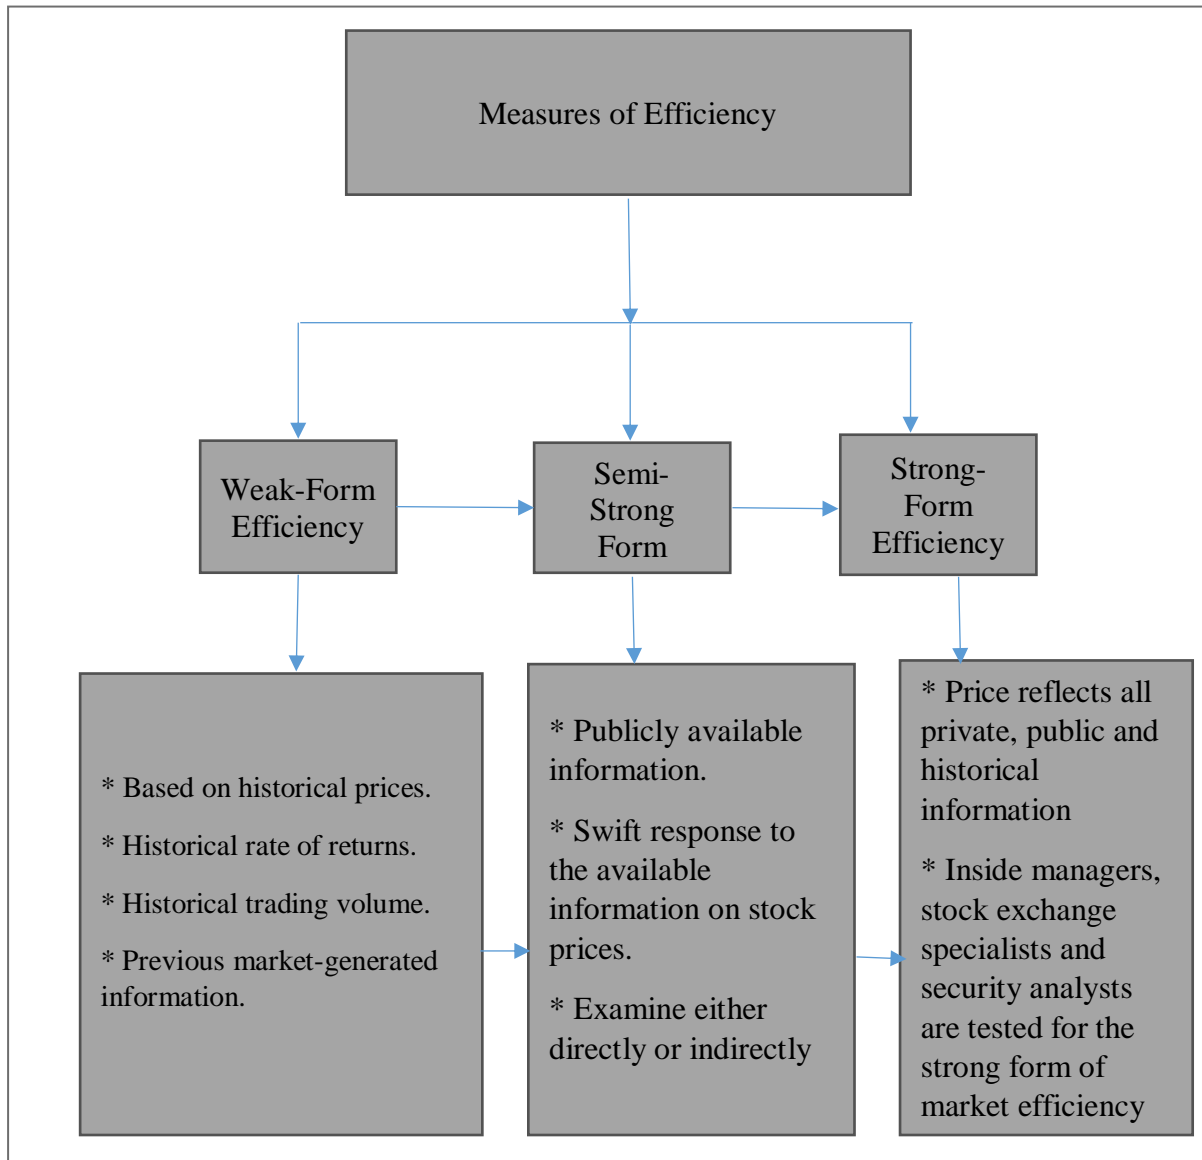 Measures of Efficiency
Weak-Form
Efficiency
Semi-
Strong
Form
Strong-
Form
Efficiency
* Based on historical prices.
* Historical rate of returns.
* Historical trading volume.
* Previous market-generated
information.
* Publicly available
information.
* Swift response to
the available
information on stock
prices.
* Examine either
directly or indirectly
* Price reflects all
private, public and
historical
information
* Inside managers,
stock exchange
specialists and
security analysts
are tested for the
strong form of
market efficiency